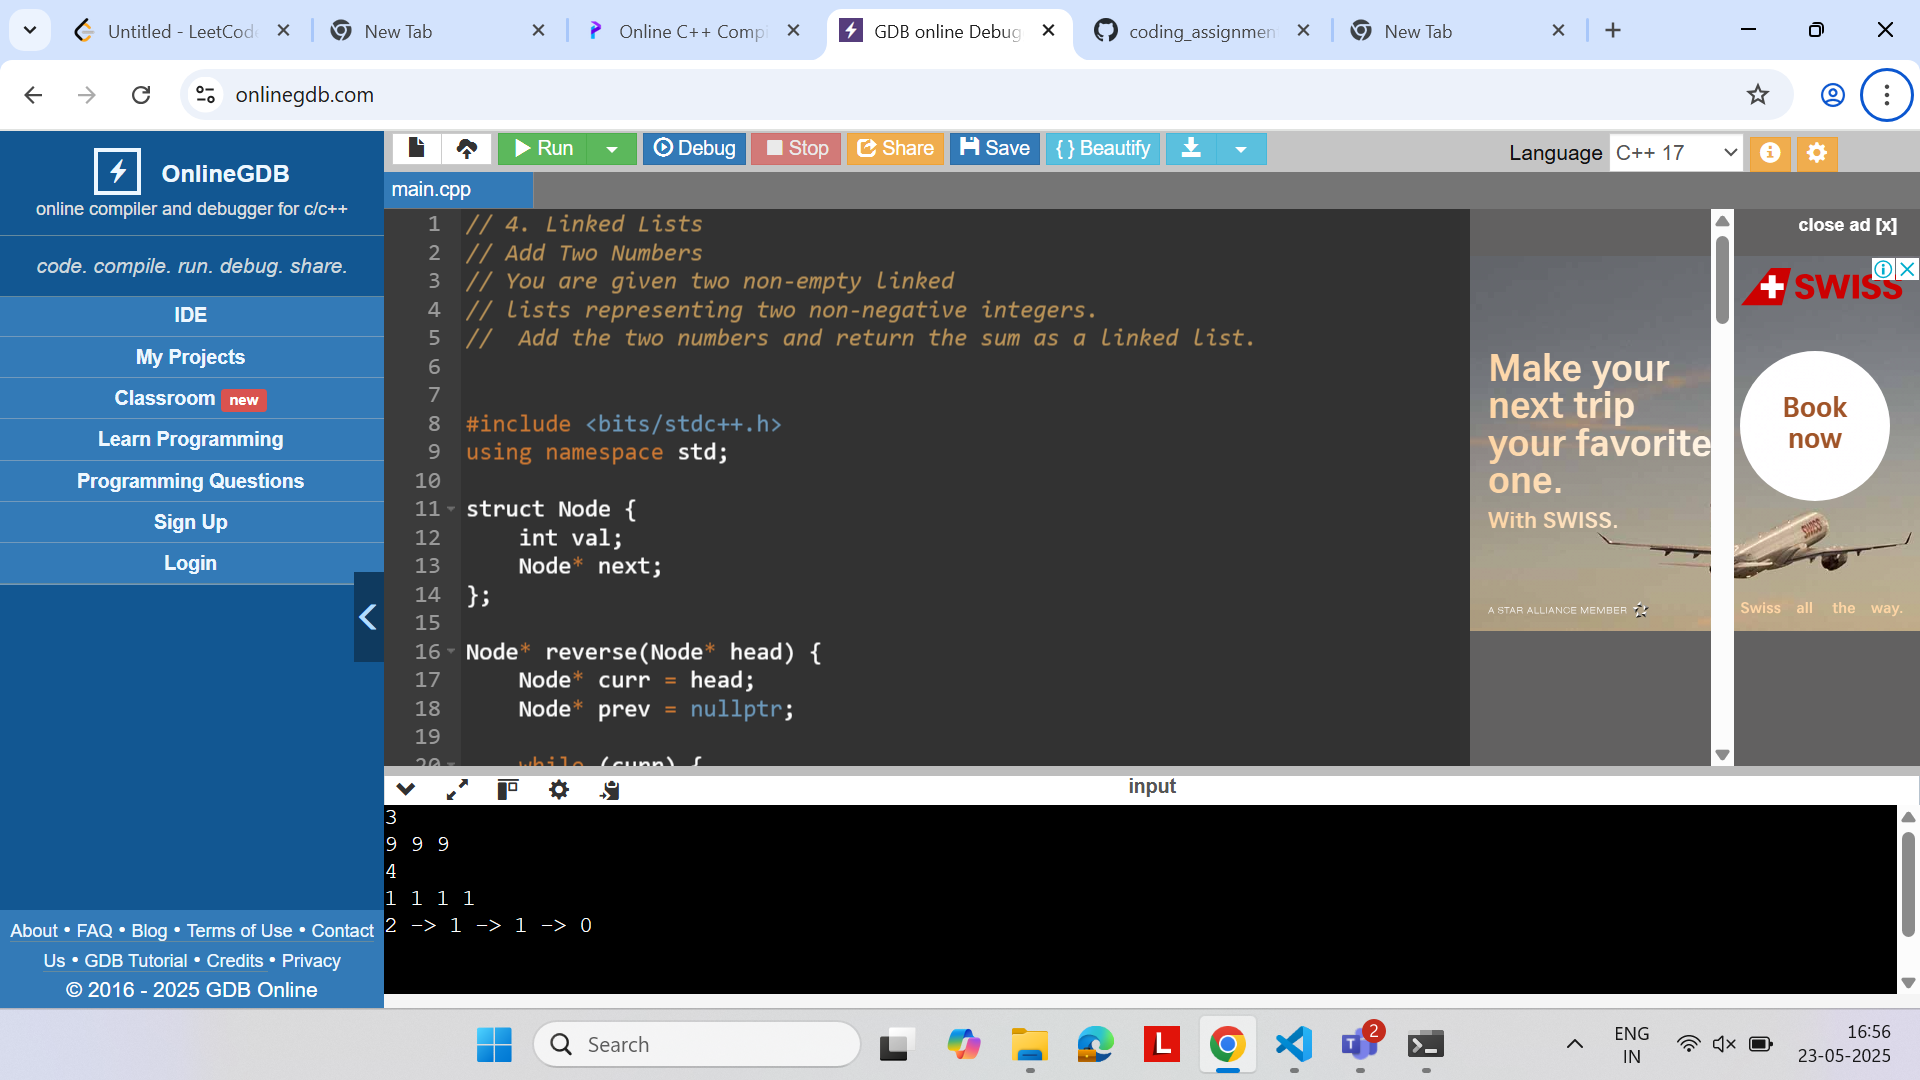 Untitled - LeetCode
New Tab
Online C++ Compi
GDB online Debug
coding_assignmen
New Tab
onlinegdb.com
OnlineGDB
online compiler and debugger for c/c++
code. compile. run. debug. share.
IDE
My Projects
Classroom new
Learn Programming
Programming Questions
Sign Up
Login
About • FAQ • Blog • Terms of Use • Contact
Us • GDB Tutorial • Credits • Privacy
© 2016 - 2025 GDB Online
Run
Debug
Stop
Share
Save
{ } Beautify
Language C++ 17
main.cpp
1 // 4. Linked Lists
2 // Add Two Numbers
3 // You are given two non-empty linked
4 // lists representing two non-negative integers.
5 //  Add the two numbers and return the sum as a linked list.
6
7
8 #include <bits/stdc++.h>
9 using namespace std;
10
11 struct Node {
12     int val;
13     Node* next;
14 };
15
16 Node* reverse(Node* head) {
17     Node* curr = head;
18     Node* prev = nullptr;
19
20     while (curr) {
close ad [x]
SWISS
Make your
next trip
your favorite
one.
With SWISS.
Book
now
SWISS
A STAR ALLIANCE MEMBER
Swiss all the way.
input
3
9 9 9
4
1 1 1 1
2 -> 1 -> 1 -> 0
Search
L
T
2
ENG
IN
16:56
23-05-2025